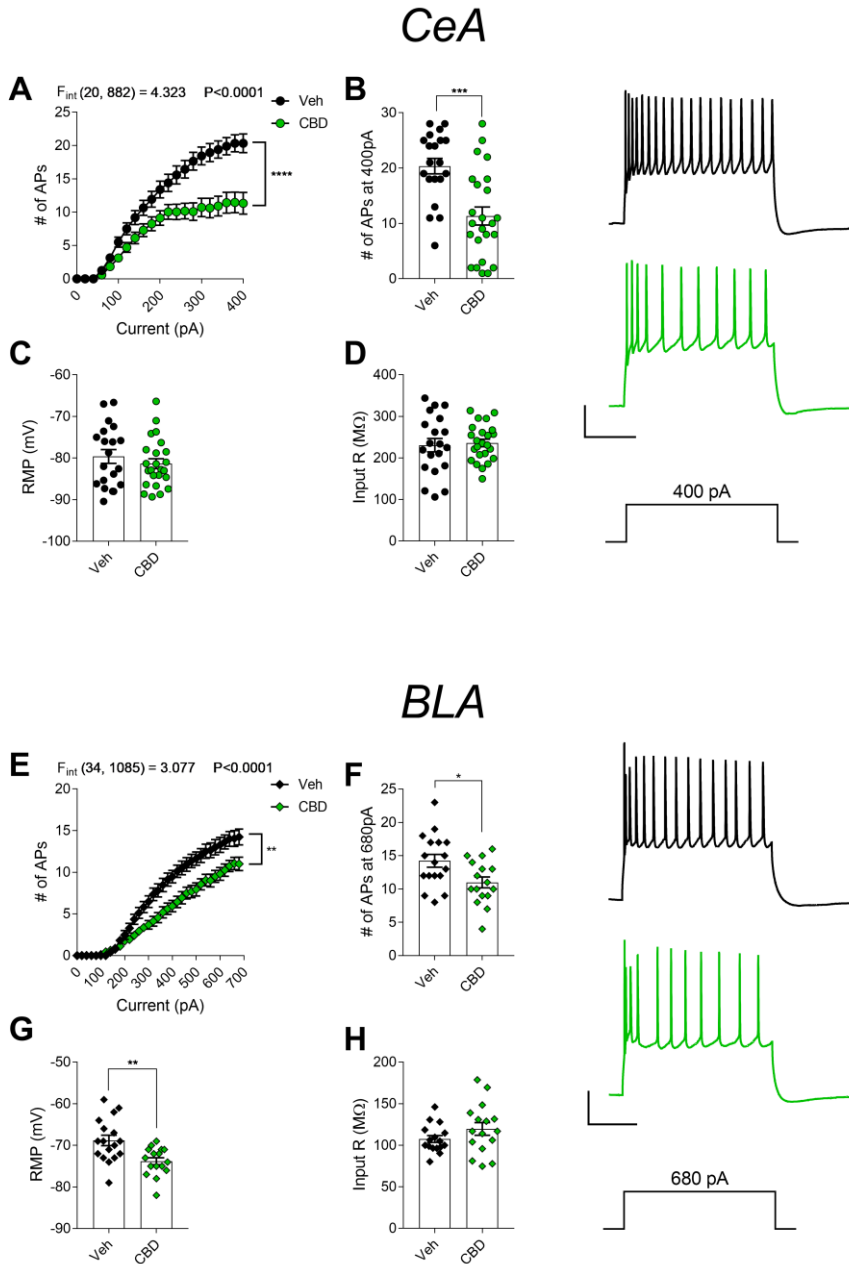 CeA
A
F_int (20, 882) = 4.323 P<0.0001
Veh
CBD
25
20
15
10
5
0
# of APs
****
0 100 200 300 400
Current (pA)
B
***
30
20
10
0
# of APs at 400pA
Veh CBD
C
-60
-70
-80
-90
-100
RMP (mV)
Veh CBD
D
400
300
200
100
0
Input R (MΩ)
Veh CBD
400 pA
BLA
E
F_int (34, 1085) = 3.077 P<0.0001
Veh
CBD
20
15
10
5
0
# of APs
**
0 100 200 300 400 500 600 700
Current (pA)
F
*
25
20
15
10
5
0
# of APs at 680pA
Veh CBD
G
**
-50
-60
-70
-80
-90
RMP (mV)
Veh CBD
H
200
150
100
50
0
Input R (MΩ)
Veh CBD
680 pA